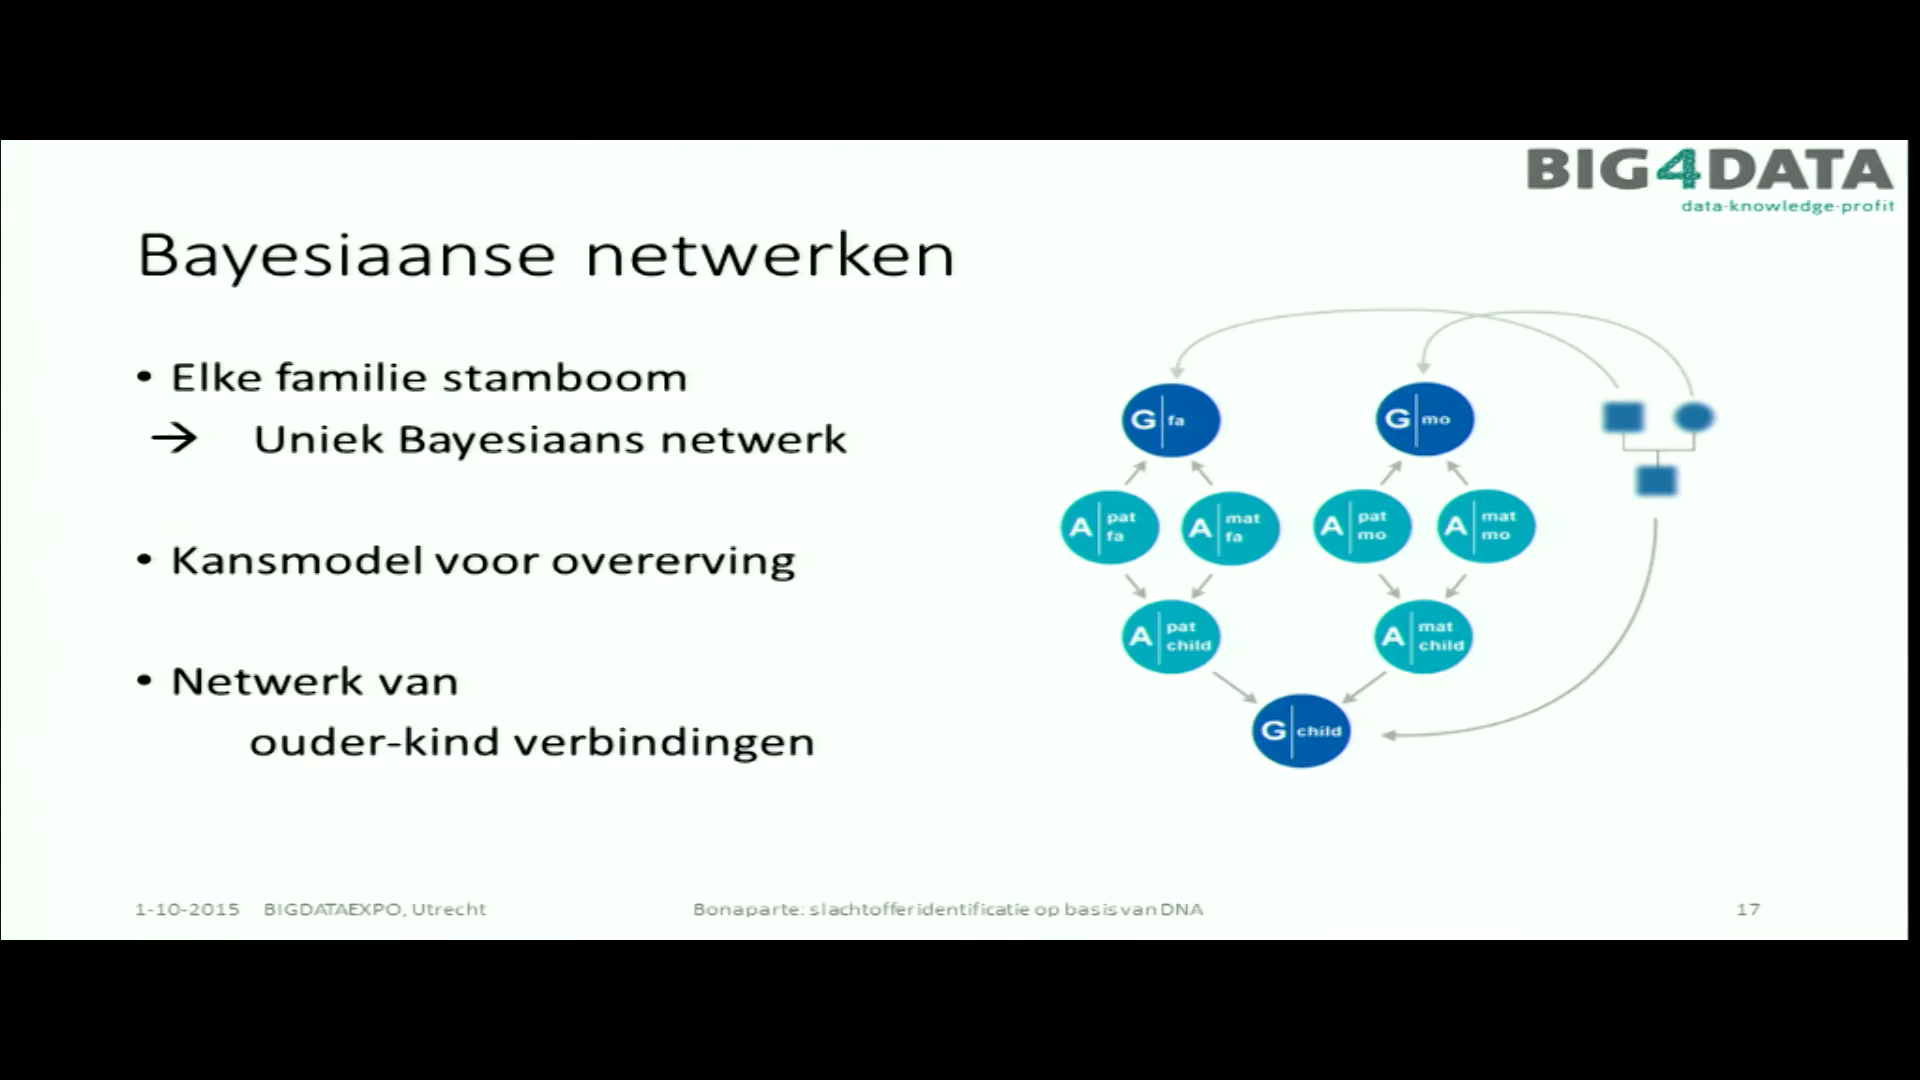 BIG4DATA
data-knowledge-profit
Bayesiaanse netwerken
• Elke familie stamboom
→ Uniek Bayesiaans netwerk
• Kansmodel voor overerving
• Netwerk van
ouder-kind verbindingen
G fa
G mo
A pat fa
A mat fa
A pat mo
A mat mo
A pat child
A mat child
G child
1-10-2015 BIGDATAEXPO, Utrecht
Bonaparte: slachtofferidentificatie op basis van DNA
17